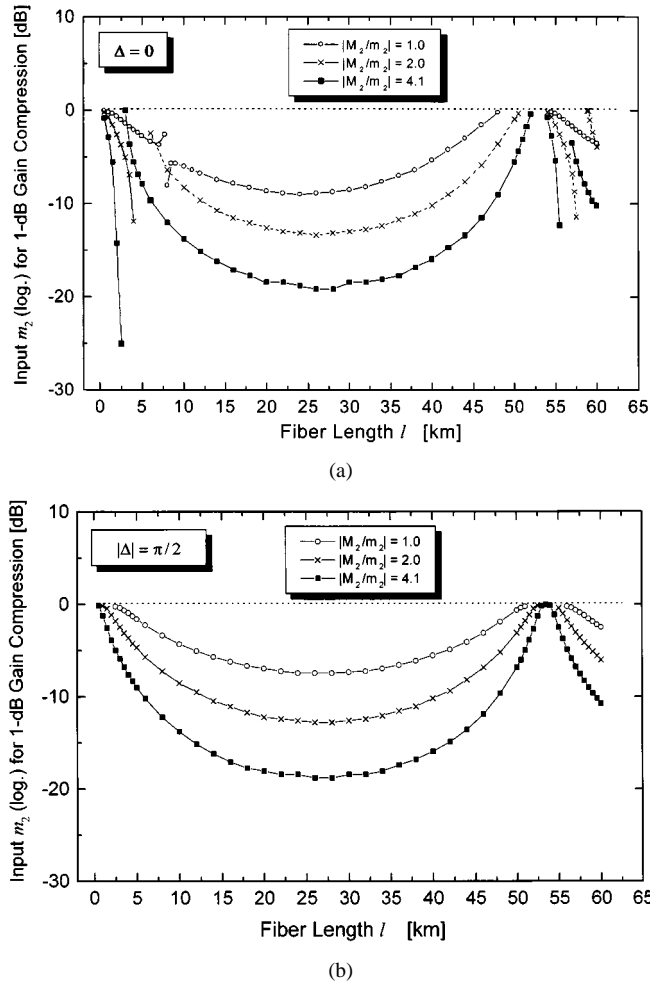 10
0
-10
-20
-30
Input m₂ (log.) for 1-dB Gain Compression [dB]
Δ = 0
|M₂/m₂| = 1.0
|M₂/m₂| = 2.0
|M₂/m₂| = 4.1
0 5 10 15 20 25 30 35 40 45 50 55 60 65
Fiber Length l [km]
(a)
10
0
-10
-20
-30
Input m₂ (log.) for 1-dB Gain Compression [dB]
|Δ| = π/2
|M₂/m₂| = 1.0
|M₂/m₂| = 2.0
|M₂/m₂| = 4.1
0 5 10 15 20 25 30 35 40 45 50 55 60 65
Fiber Length l [km]
(b)